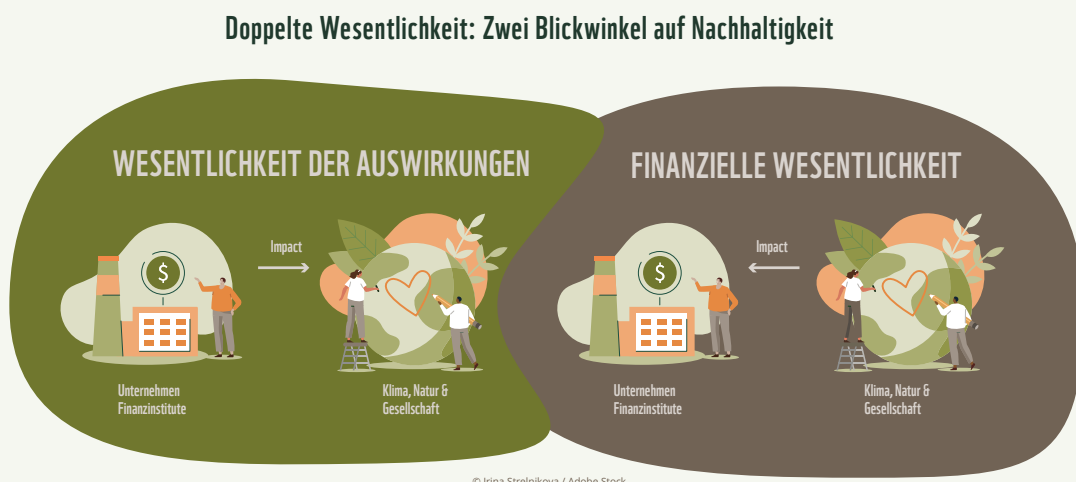 Doppelte Wesentlichkeit: Zwei Blickwinkel auf Nachhaltigkeit
WESENTLICHKEIT DER AUSWIRKUNGEN
Impact
$
Unternehmen
Finanzinstitute
Klima, Natur &
Gesellschaft
FINANZIELLE WESENTLICHKEIT
Impact
$
Unternehmen
Finanzinstitute
Klima, Natur &
Gesellschaft
© Irina Strelnikova / Adobe Stock